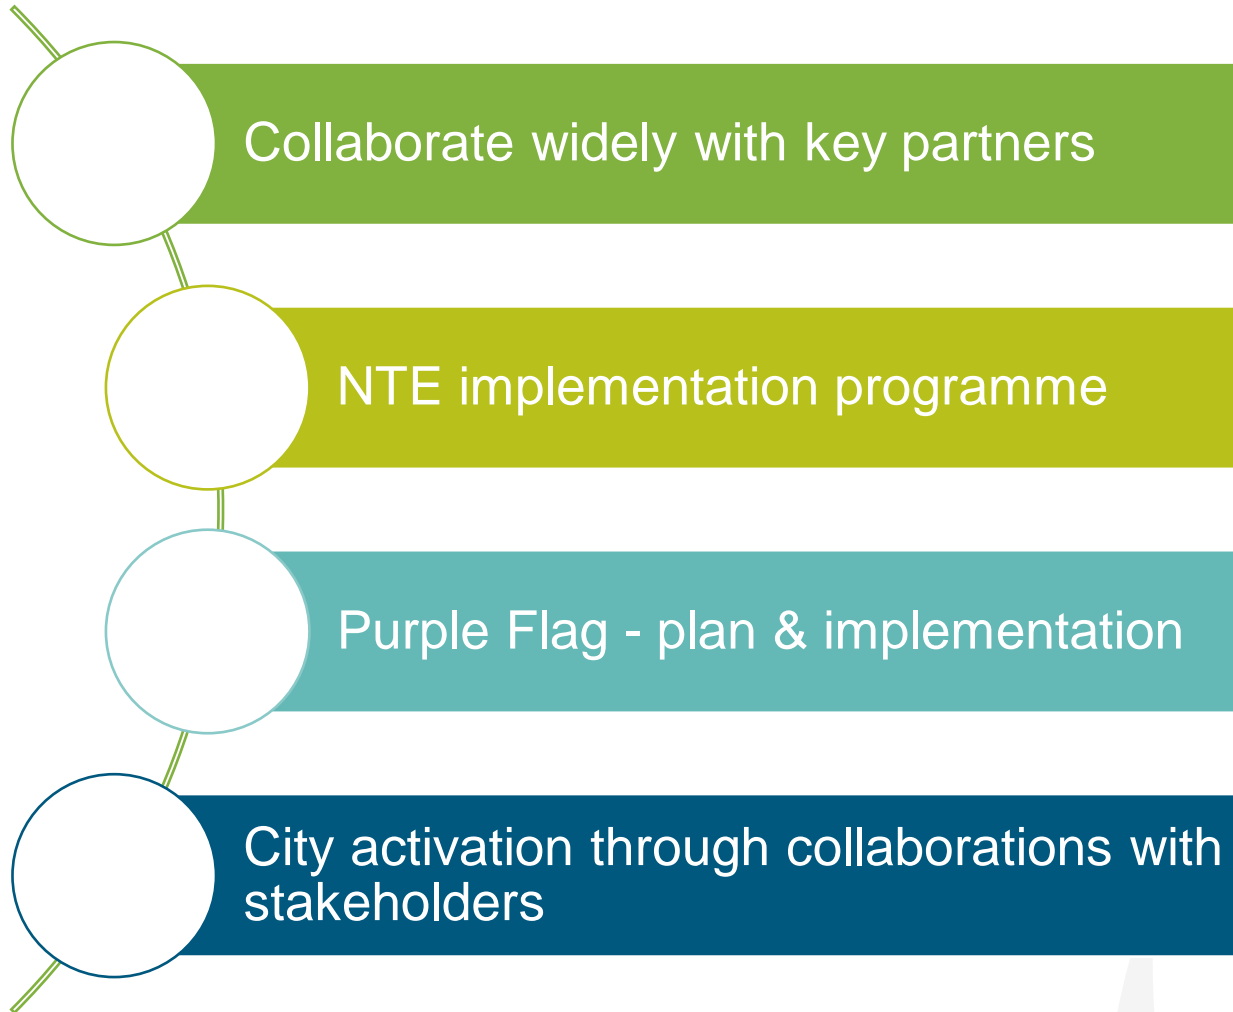 Collaborate widely with key partners
NTE implementation programme
Purple Flag - plan & implementation
City activation through collaborations with
stakeholders